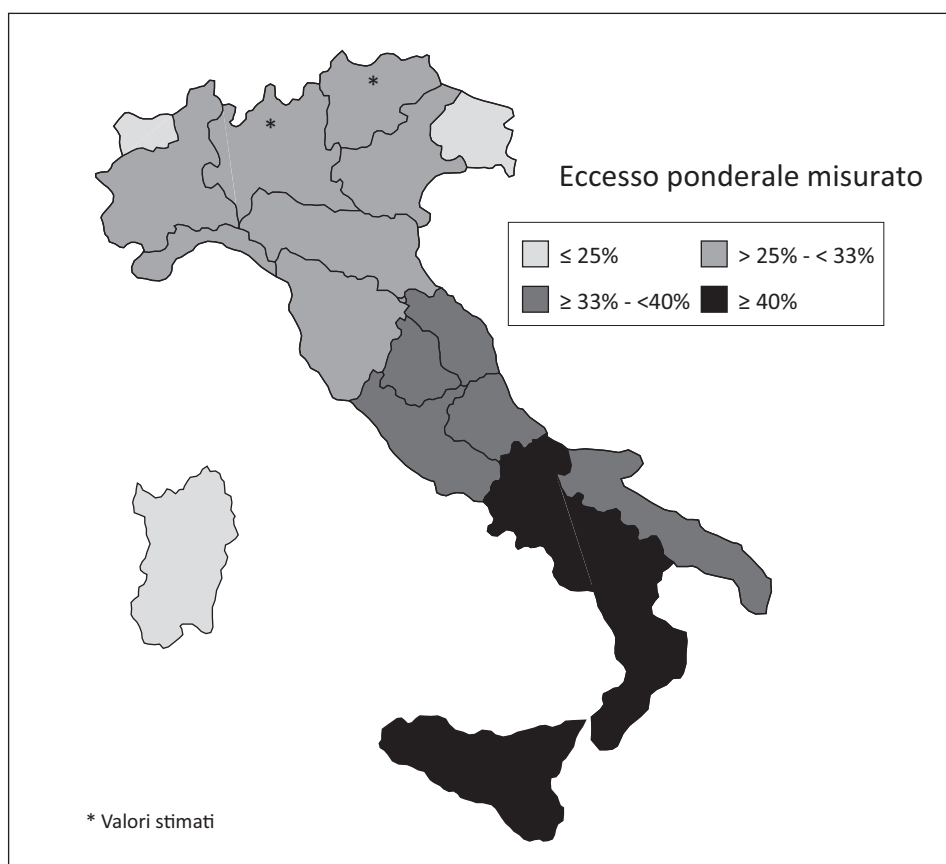 *
*
Eccesso ponderale misurato
≤ 25%
> 25% - < 33%
≥ 33% - <40%
≥ 40%
* Valori stimati